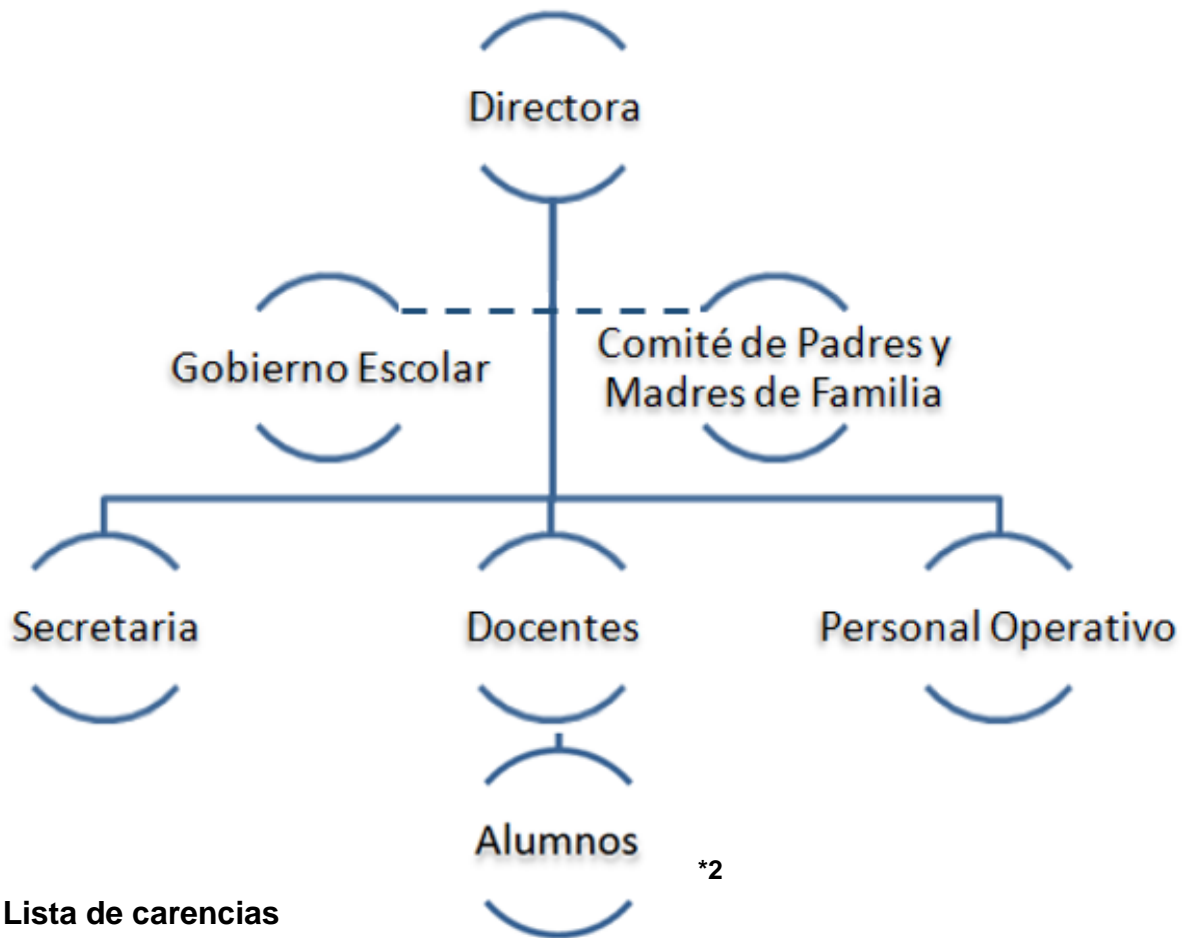 Directora
Gobierno Escolar
Comité de Padres y
Madres de Familia
Secretaria
Docentes
Personal Operativo
Alumnos
*2
Lista de carencias